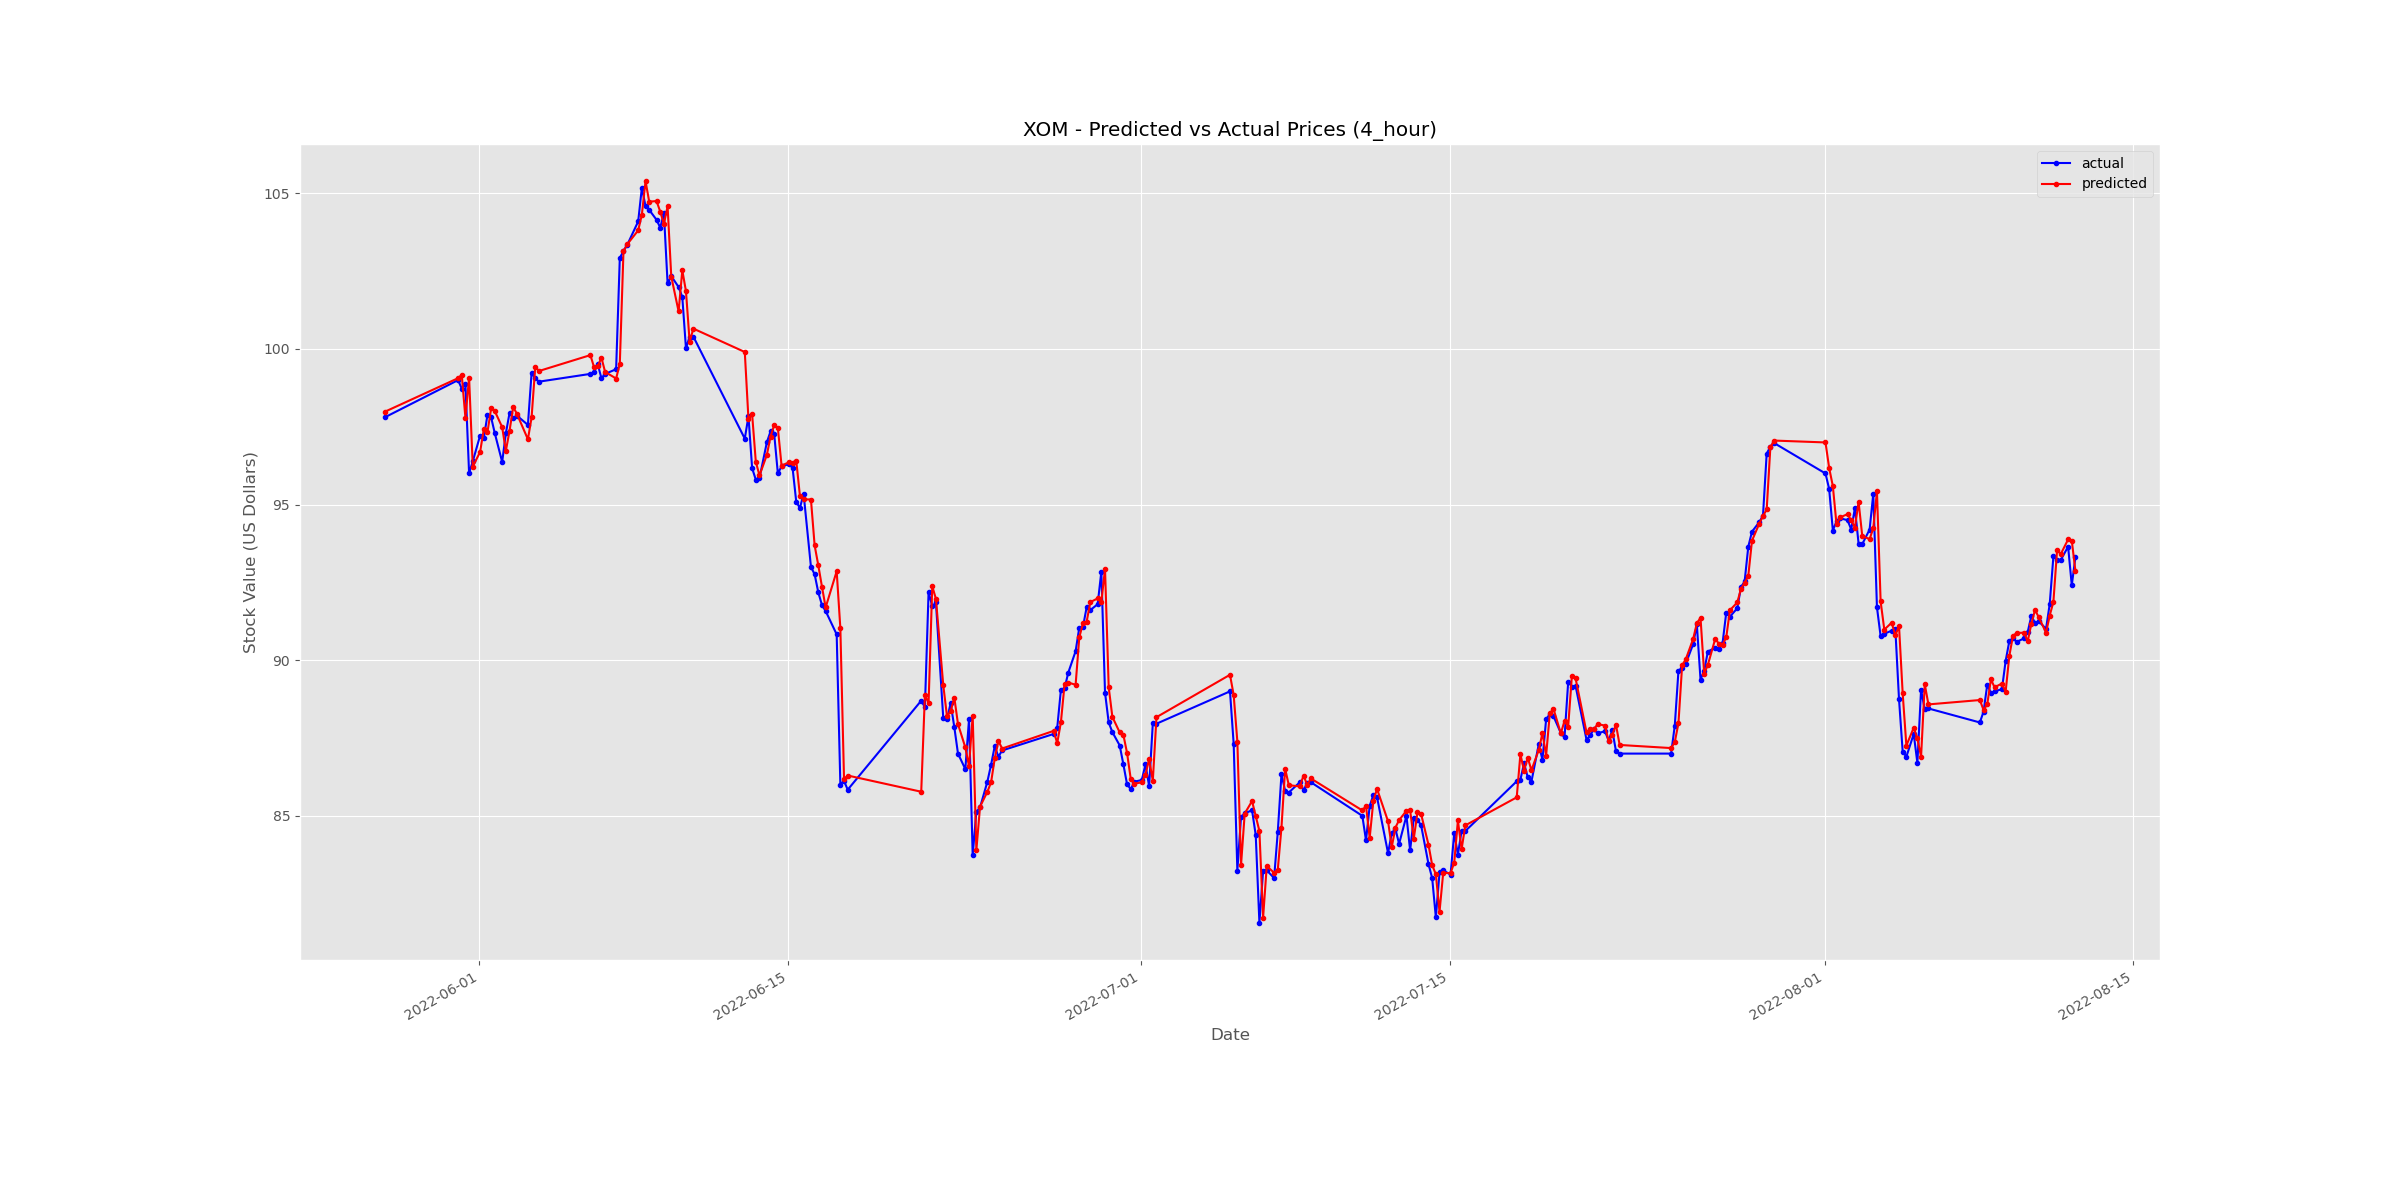 XOM - Predicted vs Actual Prices (4_hour)
actual
predicted
105
100
95
90
85
Stock Value (US Dollars)
2022-06-01
2022-06-15
2022-07-01
2022-07-15
2022-08-01
2022-08-15
Date